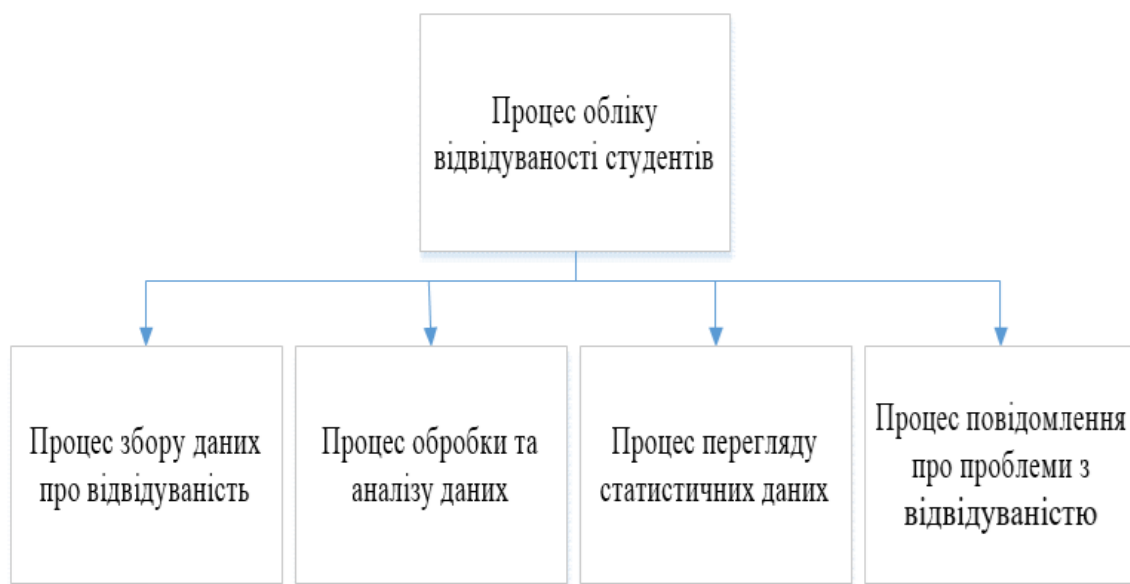 Процес обліку
відвідуваності студентів
Процес збору даних
про відвідуваність
Процес обробки та
аналізу даних
Процес перегляду
статистичних даних
Процес повідомлення
про проблеми з
відвідуваністю